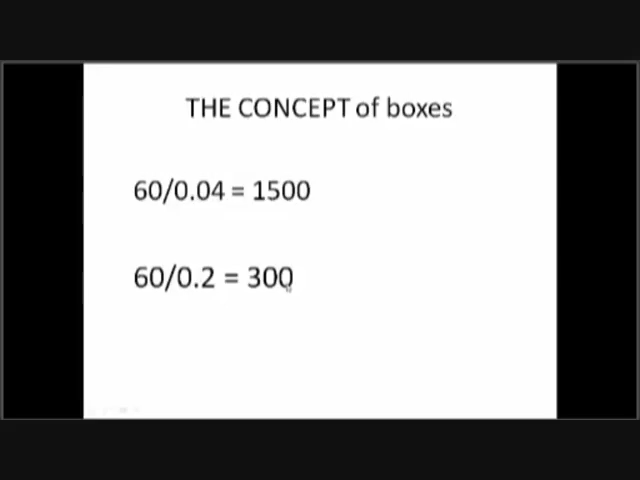 THE CONCEPT of boxes
60/0.04 = 1500
60/0.2 = 300